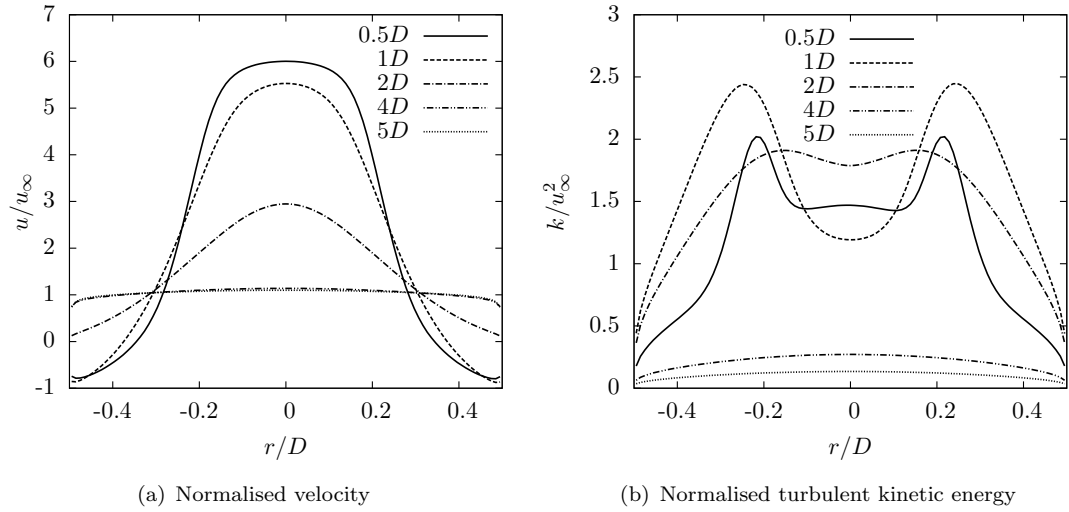 7
6
5
4
3
2
1
0
-1
-0.4
-0.2
0
0.2
0.4
u/u∞
r/D
0.5D
1D
2D
4D
5D
(a) Normalised velocity
3
2.5
2
1.5
1
0.5
0
-0.4
-0.2
0
0.2
0.4
k/u²∞
r/D
0.5D
1D
2D
4D
5D
(b) Normalised turbulent kinetic energy